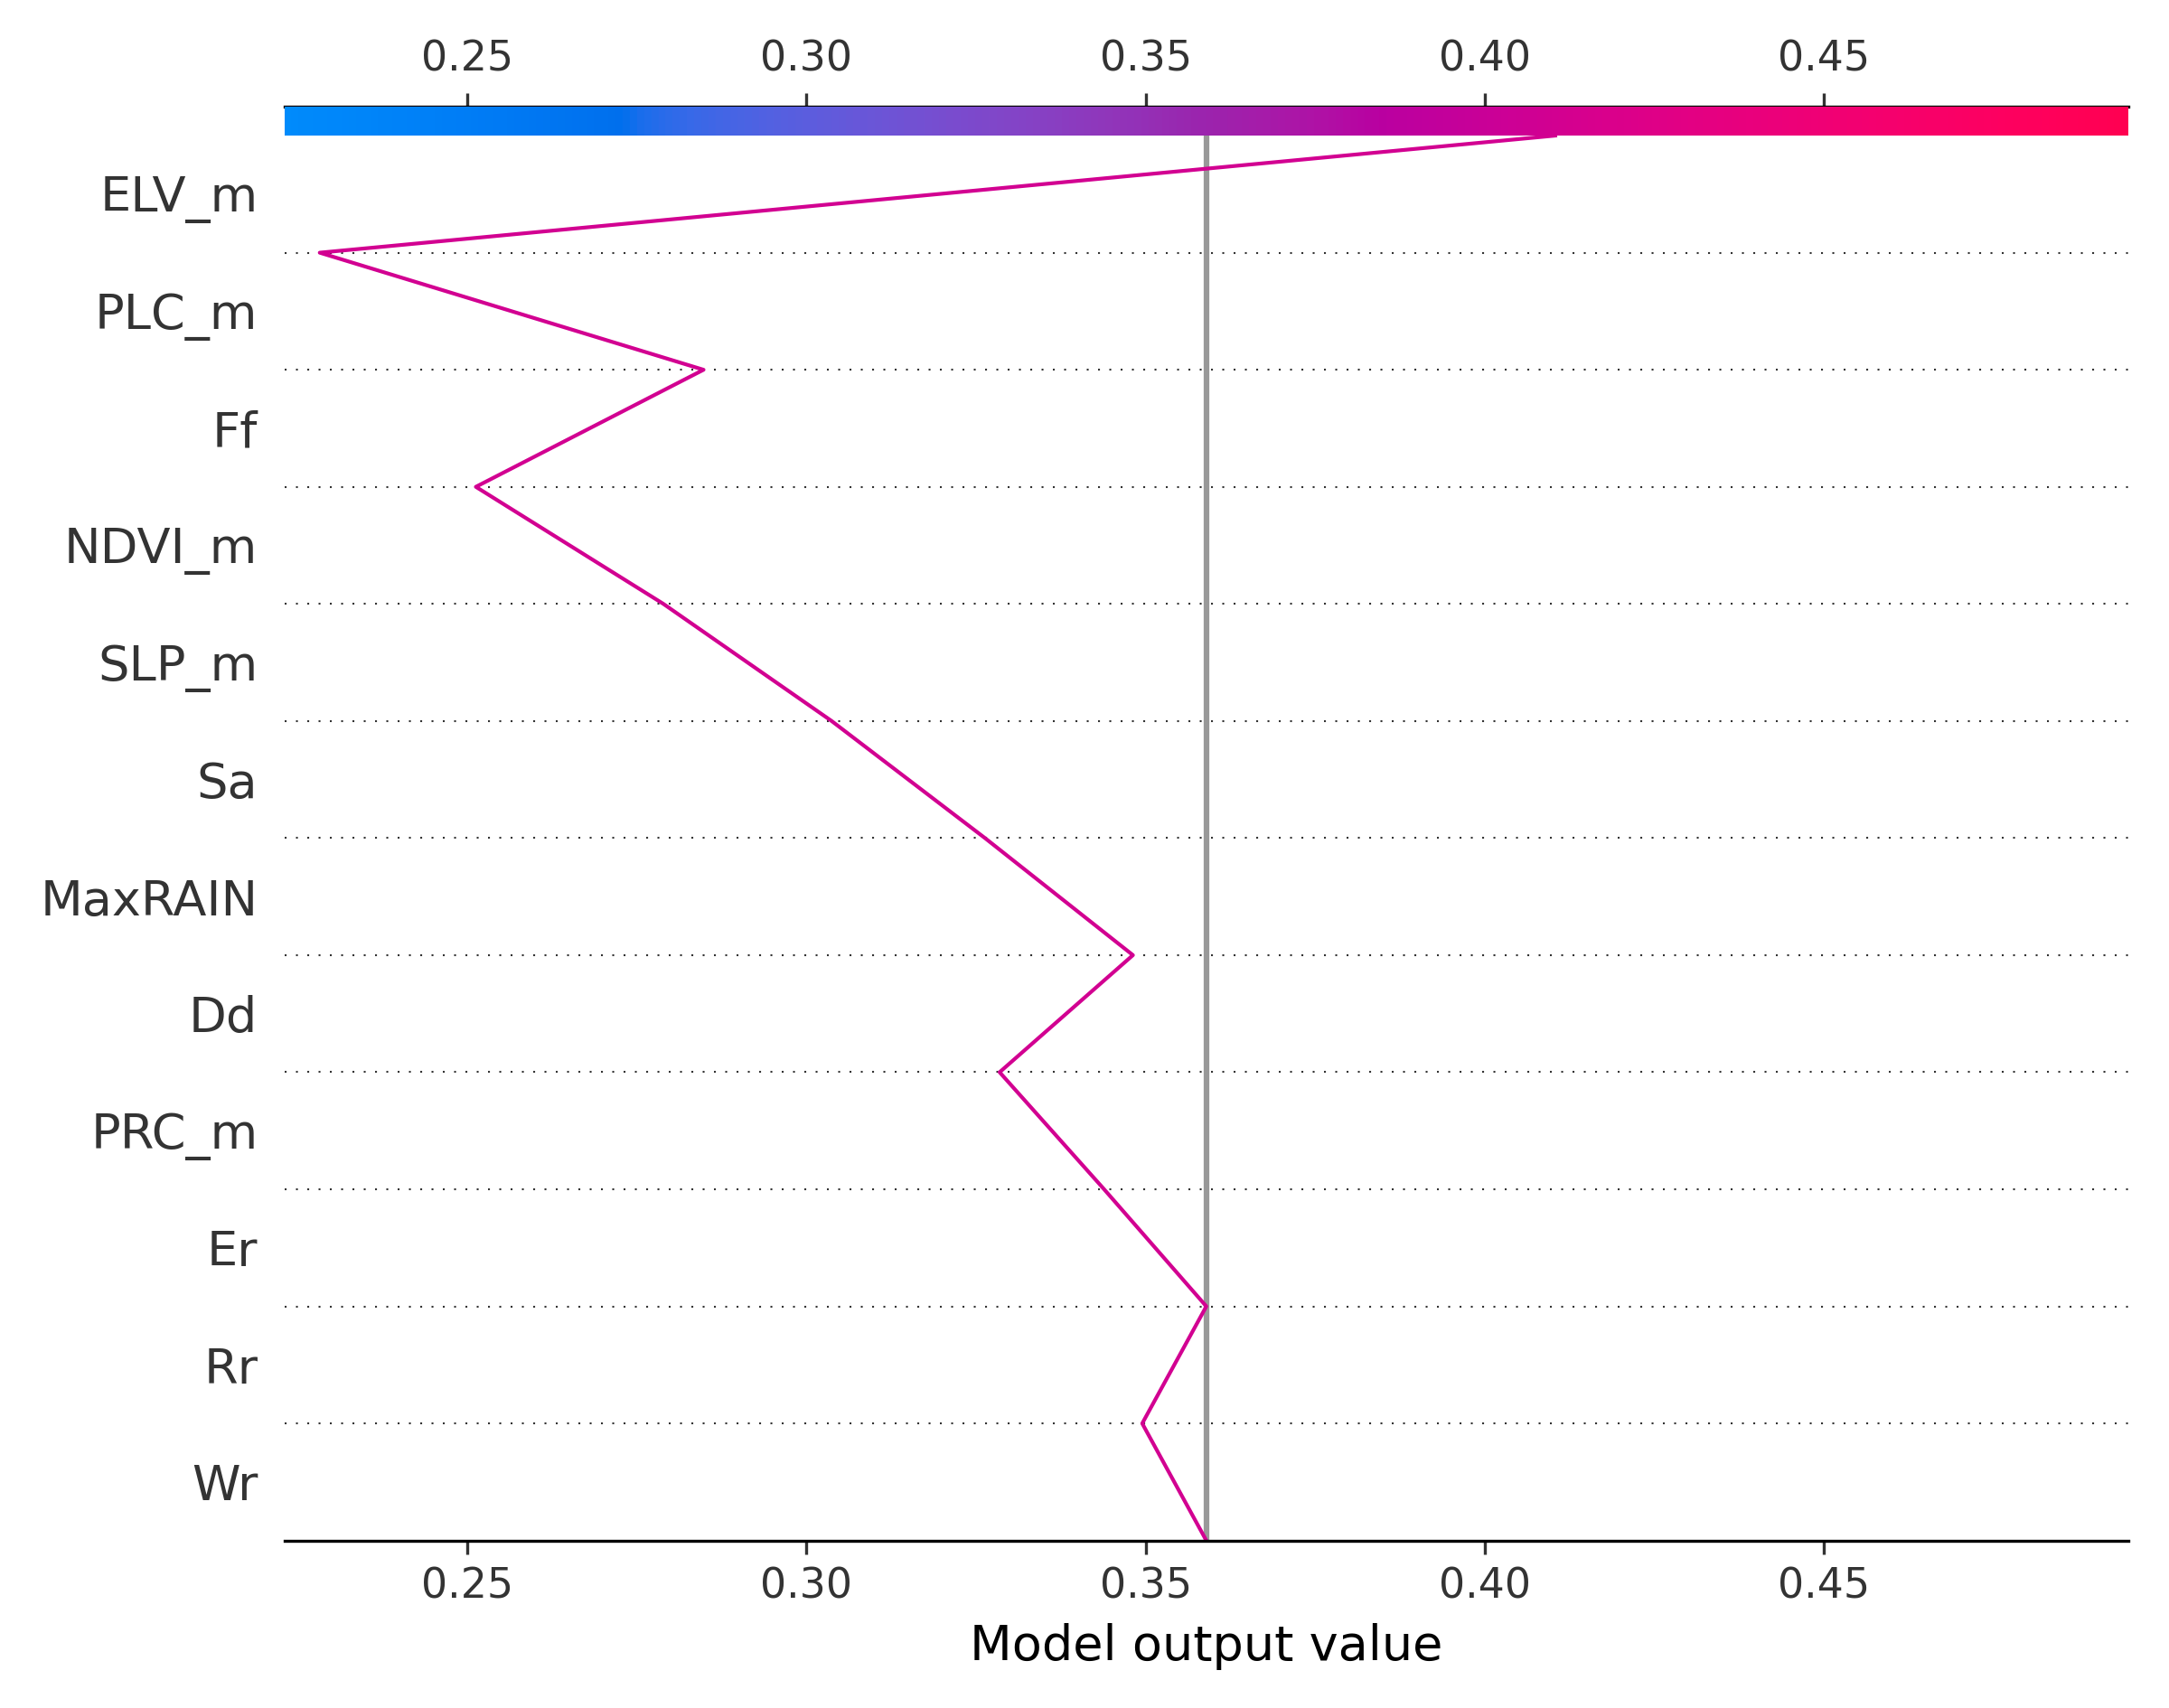 0.25 0.30 0.35 0.40 0.45
ELV_m
PLC_m
Ff
NDVI_m
SLP_m
Sa
MaxRAIN
Dd
PRC_m
Er
Rr
Wr
0.25 0.30 0.35 0.40 0.45
Model output value